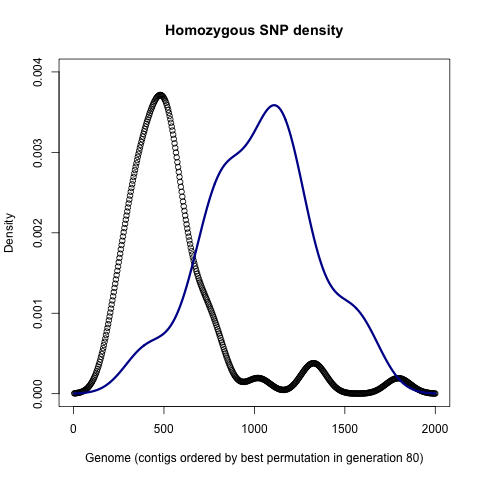 Homozygous SNP density
Density
0.004
0.003
0.002
0.001
0.000
0 500 1000 1500 2000
Genome (contigs ordered by best permutation in generation 80)